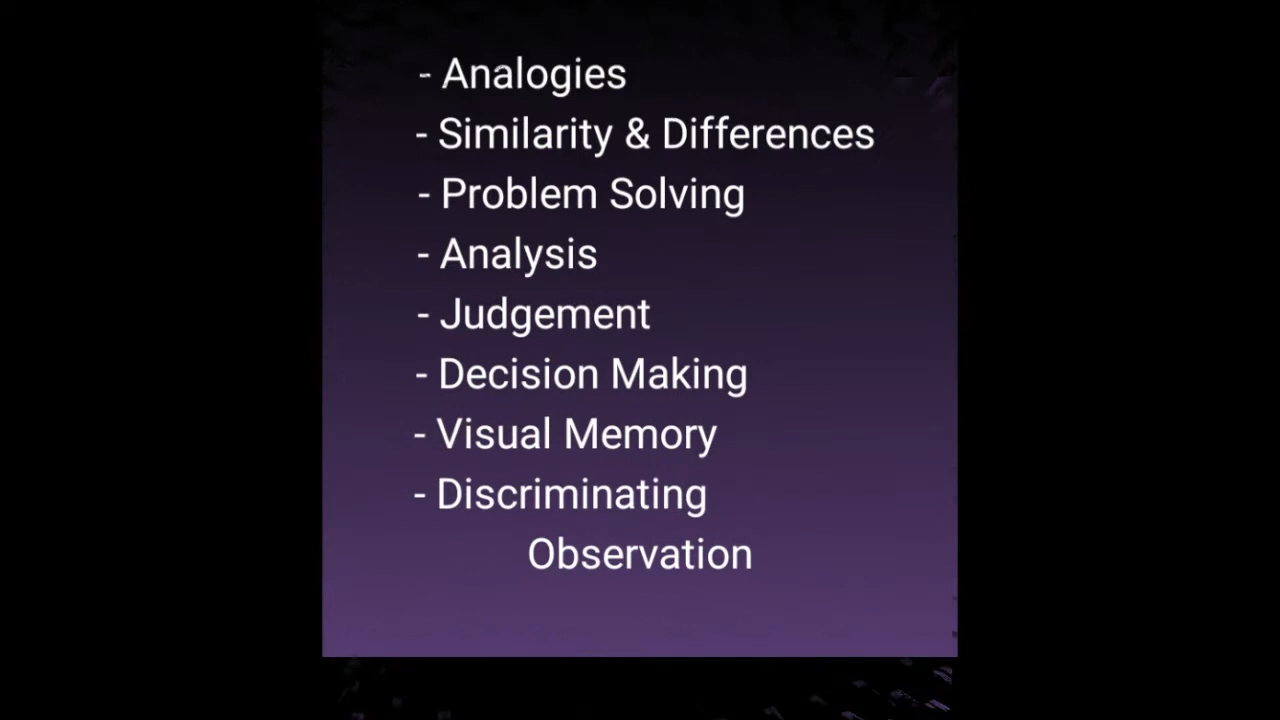 - Analogies
- Similarity & Differences
- Problem Solving
- Analysis
- Judgement
- Decision Making
- Visual Memory
- Discriminating
Observation